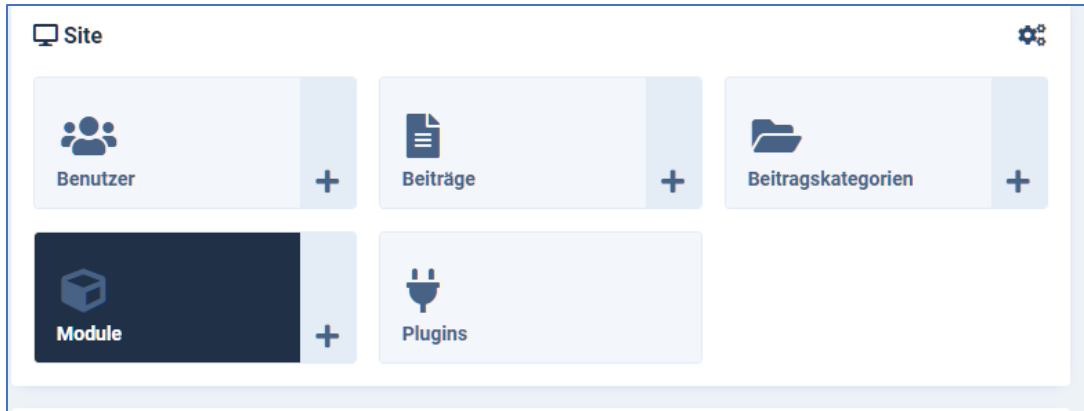 Site
Benutzer
+
Beiträge
+
Beitragskategorien
+
Module
+
Plugins